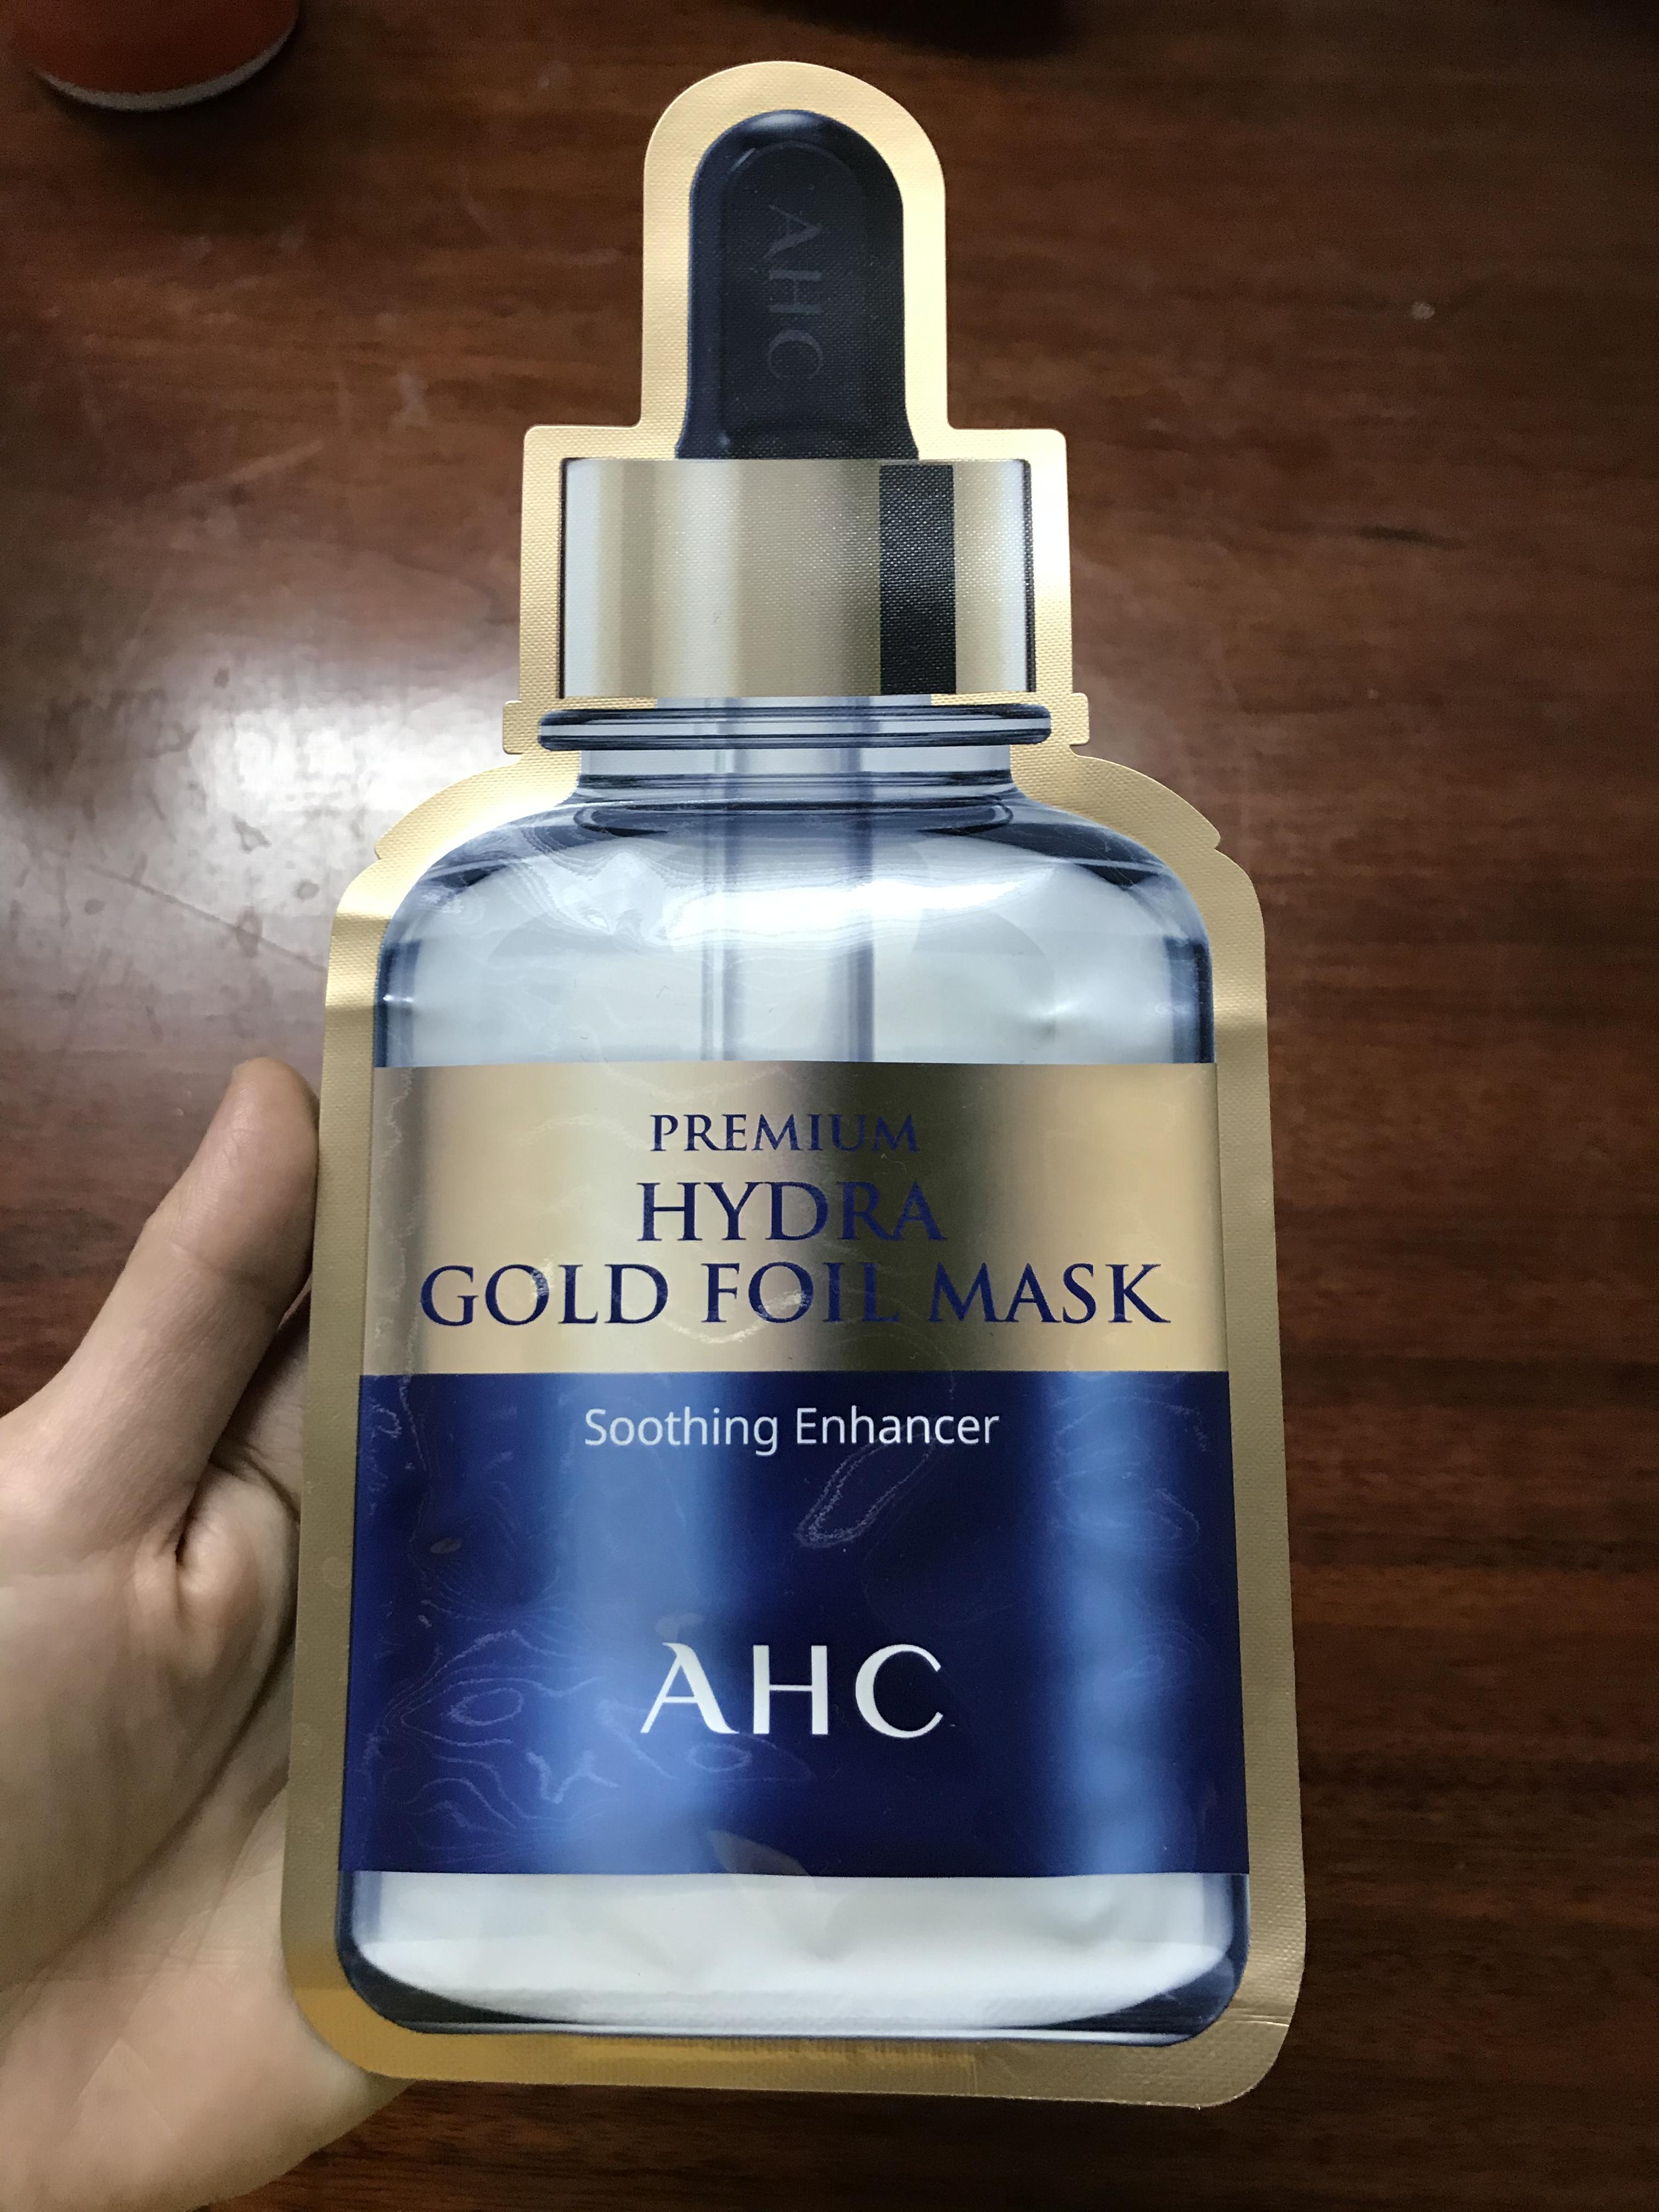 AHC
PREMIUM
HYDRA
GOLD FOIL MASK
Soothing Enhancer
AHC